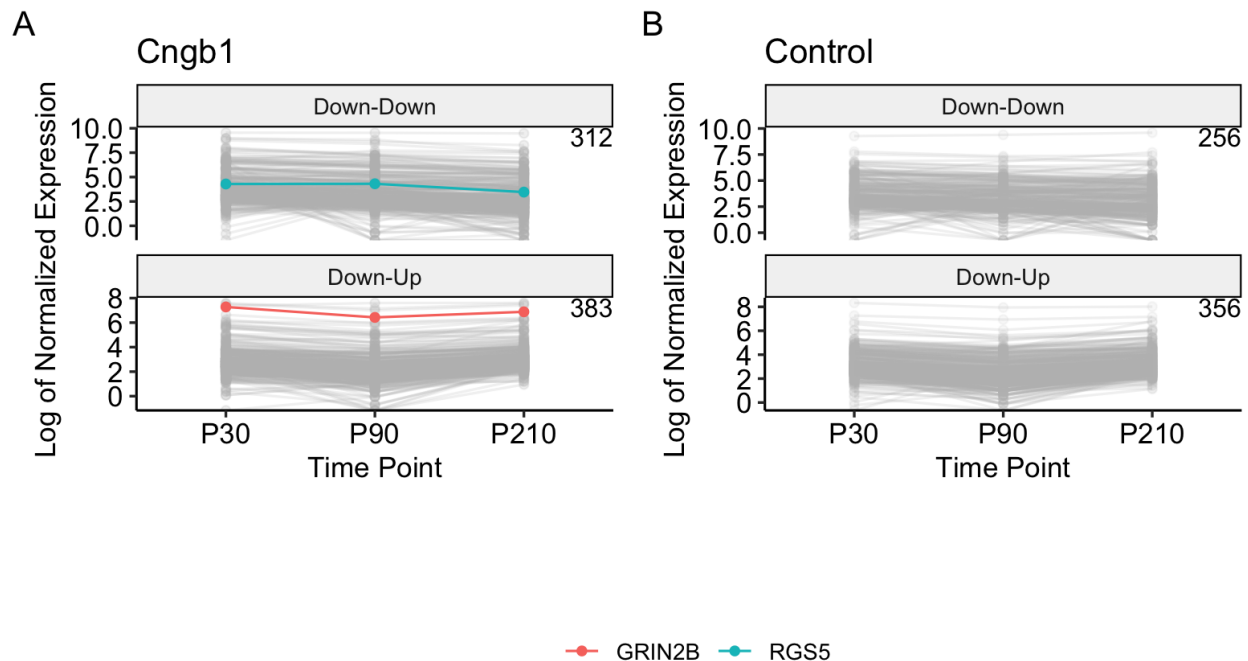 A
Cngb1
Log of Normalized Expression
Down-Down
312
10.0
7.5
5.0
2.5
0.0
Down-Up
383
8
6
4
2
0
P30 P90 P210
Time Point
B
Control
Log of Normalized Expression
Down-Down
256
10.0
7.5
5.0
2.5
0.0
Down-Up
356
8
6
4
2
0
P30 P90 P210
Time Point
GRIN2B RGS5